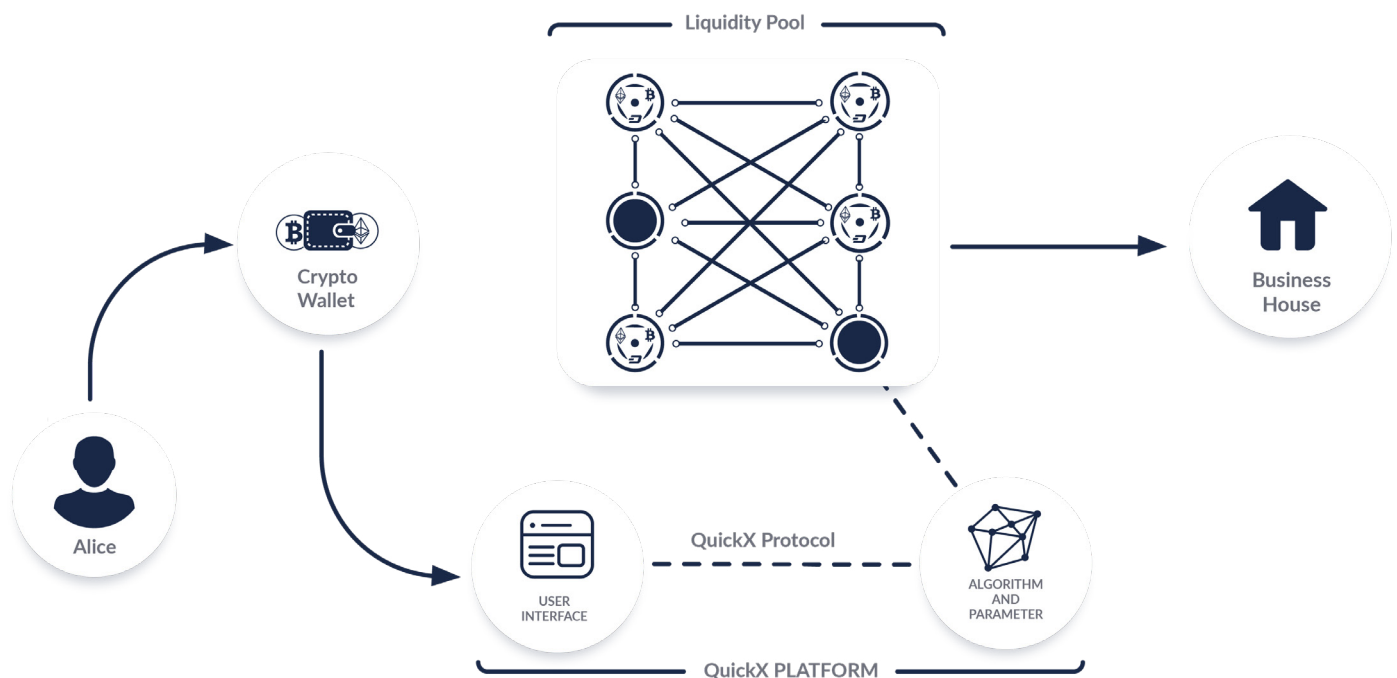 Liquidity Pool
Crypto
Wallet
Business
House
Alice
QuickX Protocol
USER
INTERFACE
ALGORITHM
AND
PARAMETER
QuickX PLATFORM